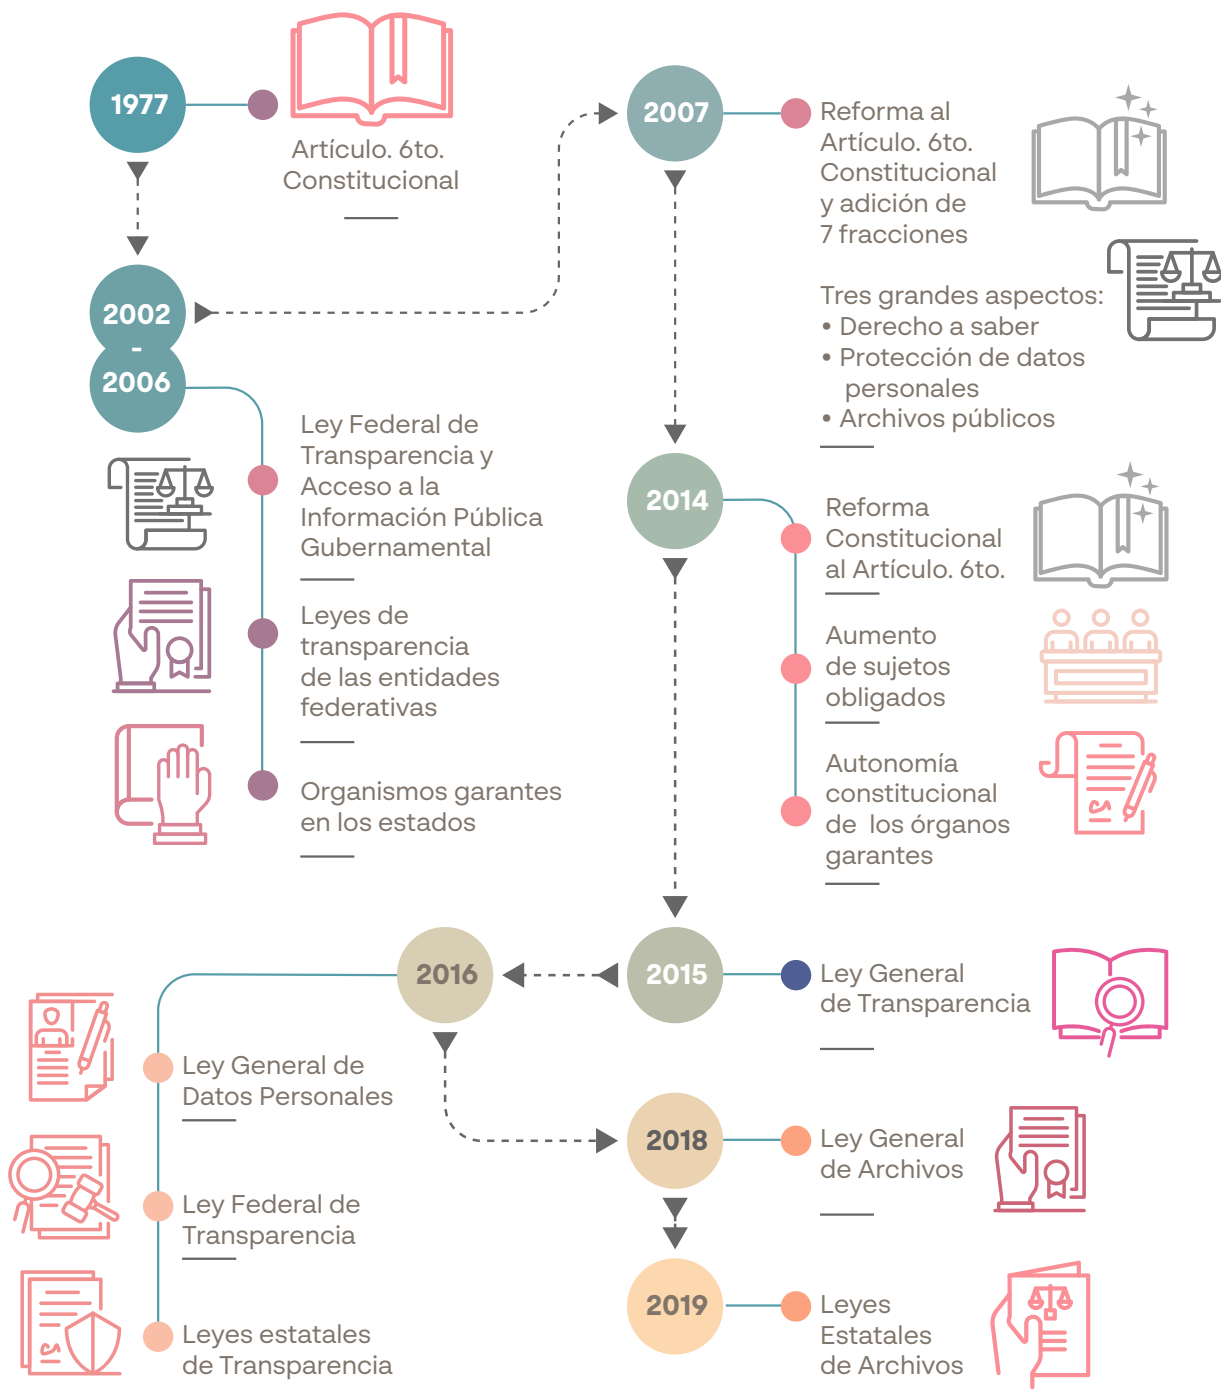 1977
Artículo. 6to.
Constitucional
2002
-
2006
Ley Federal de
Transparencia y
Acceso a la
Información Pública
Gubernamental
Leyes de
transparencia
de las entidades
federativas
Organismos garantes
en los estados
2007
Reforma al
Artículo. 6to.
Constitucional
y adición de
7 fracciones
Tres grandes aspectos:
• Derecho a saber
• Protección de datos
personales
• Archivos públicos
2014
Reforma
Constitucional
al Artículo. 6to.
Aumento
de sujetos
obligados
Autonomía
constitucional
de los órganos
garantes
2015
Ley General
de Transparencia
2016
Ley General de
Datos Personales
Ley Federal de
Transparencia
Leyes estatales
de Transparencia
2018
Ley General
de Archivos
2019
Leyes
Estatales
de Archivos